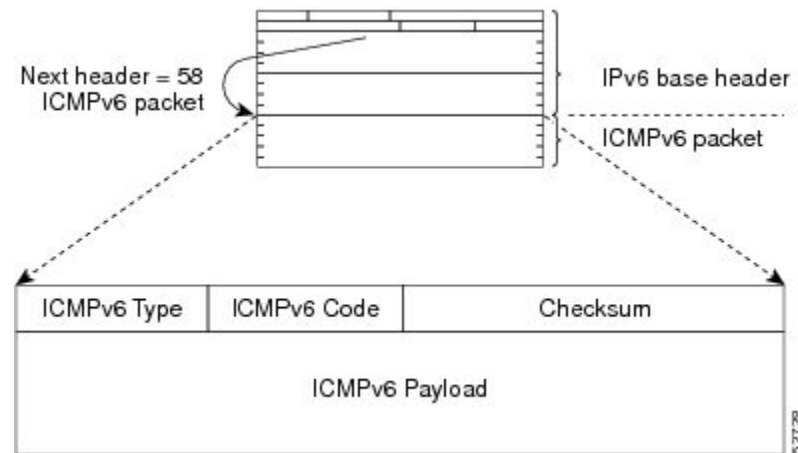 Next header = 58
ICMPv6 packet
IPv6 base header
ICMPv6 packet
ICMPv6 Type
ICMPv6 Code
Checksum
ICMPv6 Payload